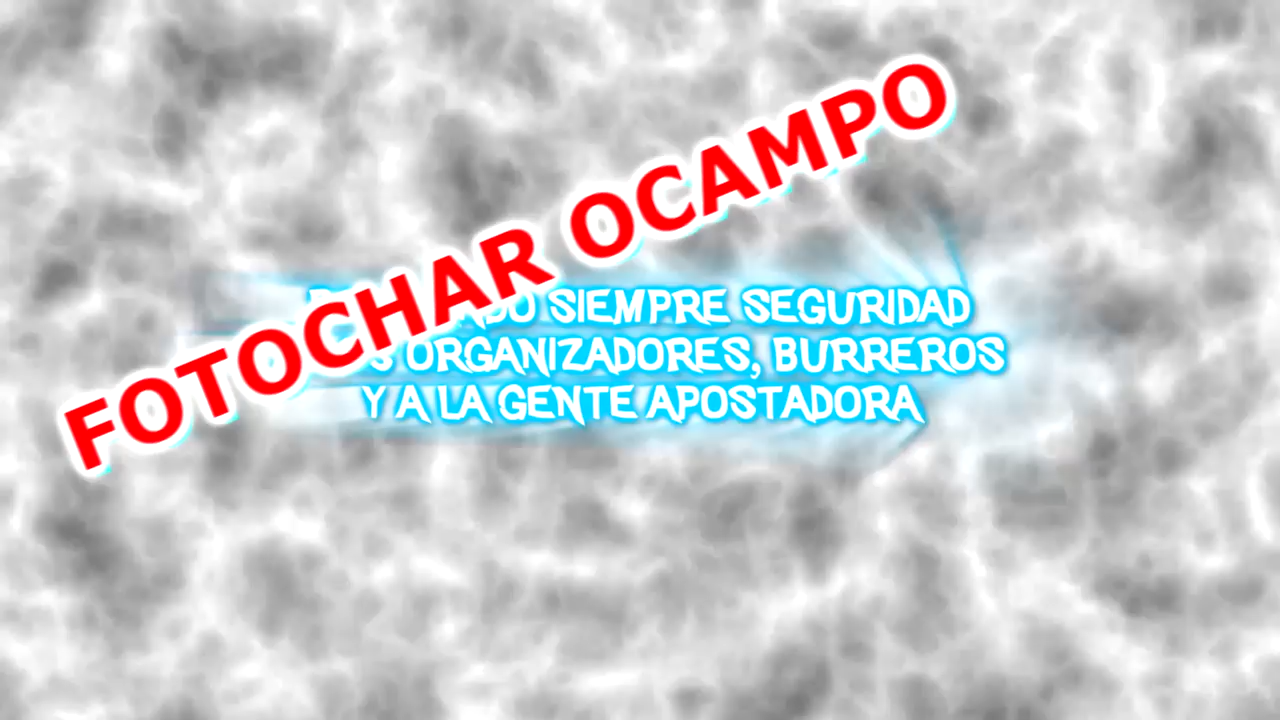 FOTOCHAR OCAMPO
SIEMPRE SEGURIDAD
ORGANIZADORES, BURREROS
Y A LA GENTE APOSTADORA